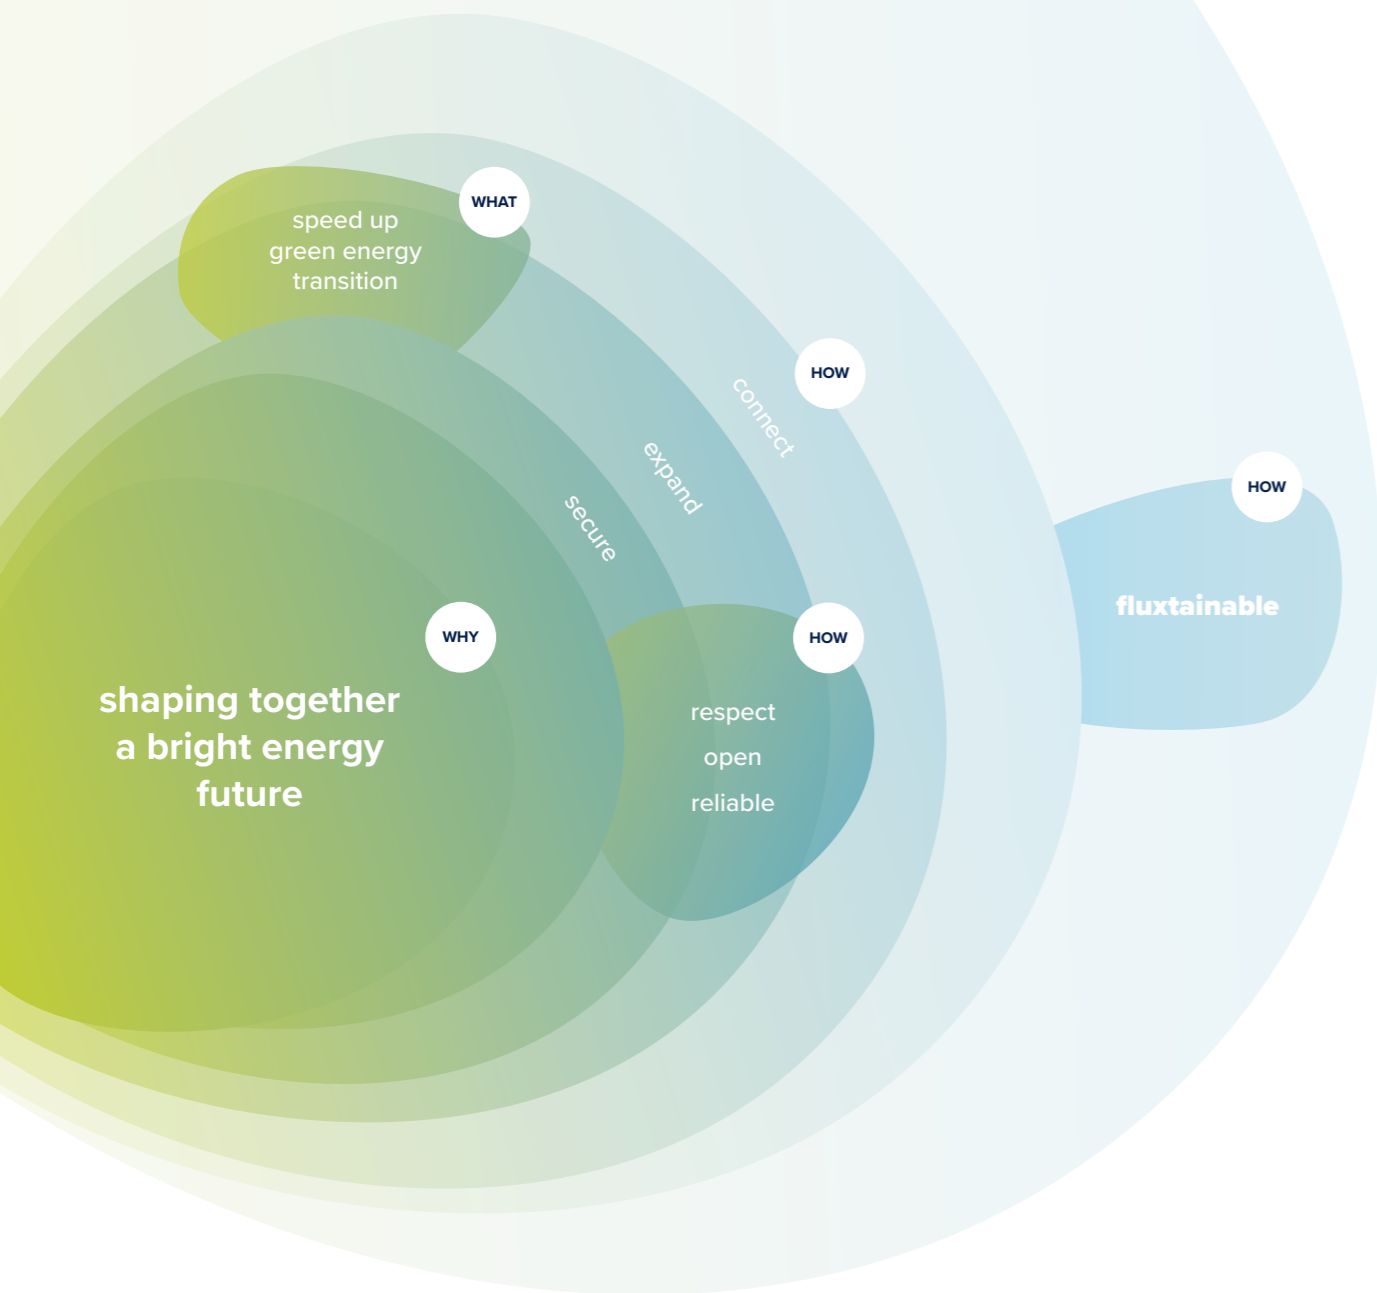 WHAT
speed up
green energy
transition
HOW
connect
expand
secure
HOW
fluxtainable
WHY
shaping together
a bright energy
future
HOW
respect
open
reliable